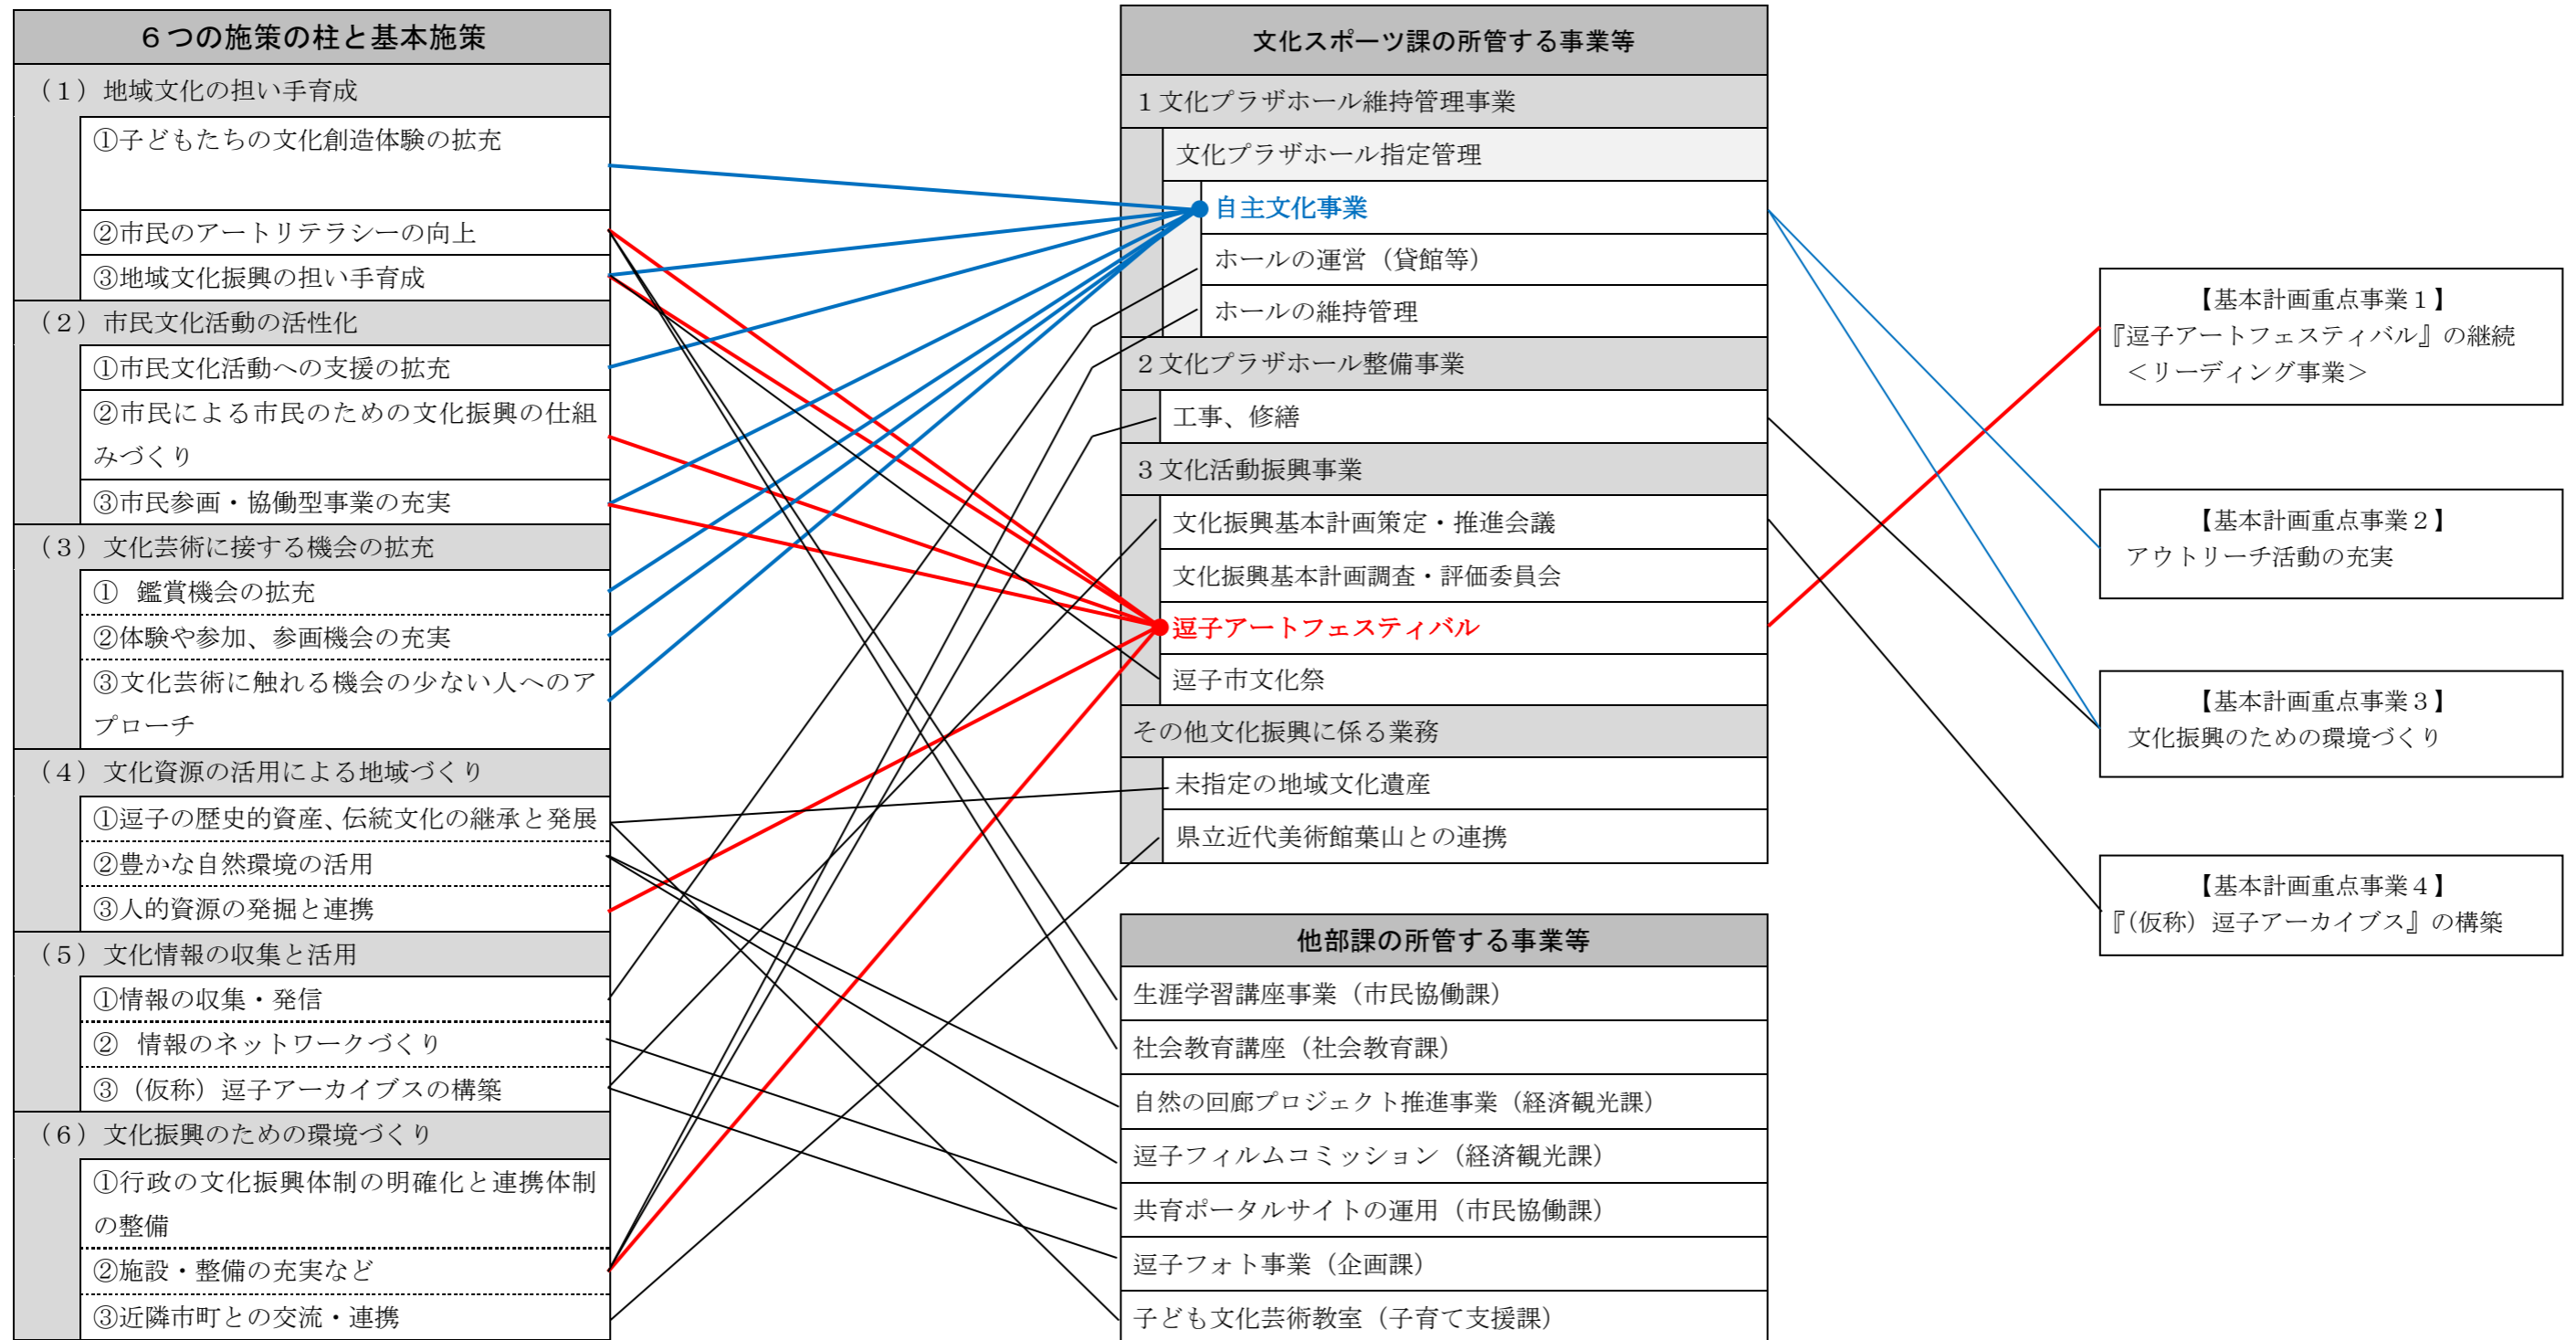 ６つの施策の柱と基本施策
（１）地域文化の担い手育成
①子どもたちの文化創造体験の拡充
②市民のアートリテラシーの向上
③地域文化振興の担い手育成
（２）市民文化活動の活性化
①市民文化活動への支援の拡充
②市民による市民のための文化振興の仕組
みづくり
③市民参画・協働型事業の充実
（３）文化芸術に接する機会の拡充
① 鑑賞機会の拡充
②体験や参加、参画機会の充実
③文化芸術に触れる機会の少ない人へのア
プローチ
（４）文化資源の活用による地域づくり
①逗子の歴史的資産、伝統文化の継承と発展
②豊かな自然環境の活用
③人的資源の発掘と連携
（５）文化情報の収集と活用
①情報の収集・発信
② 情報のネットワークづくり
③（仮称）逗子アーカイブスの構築
（６）文化振興のための環境づくり
①行政の文化振興体制の明確化と連携体制
の整備
②施設・整備の充実など
③近隣市町との交流・連携
文化スポーツ課の所管する事業等
１文化プラザホール維持管理事業
文化プラザホール指定管理
自主文化事業
ホールの運営（貸館等）
ホールの維持管理
２文化プラザホール整備事業
工事、修繕
３文化活動振興事業
文化振興基本計画策定・推進会議
文化振興基本計画調査・評価委員会
逗子アートフェスティバル
逗子市文化祭
その他文化振興に係る業務
未指定の地域文化遺産
県立近代美術館葉山との連携
他部課の所管する事業等
生涯学習講座事業（市民協働課）
社会教育講座（社会教育課）
自然の回廊プロジェクト推進事業（経済観光課）
逗子フィルムコミッション（経済観光課）
共育ポータルサイトの運用（市民協働課）
逗子フォト事業（企画課）
子ども文化芸術教室（子育て支援課）
【基本計画重点事業１】
『逗子アートフェスティバル』の継続
＜リーディング事業＞
【基本計画重点事業２】
アウトリーチ活動の充実
【基本計画重点事業３】
文化振興のための環境づくり
【基本計画重点事業４】
『（仮称）逗子アーカイブス』の構築